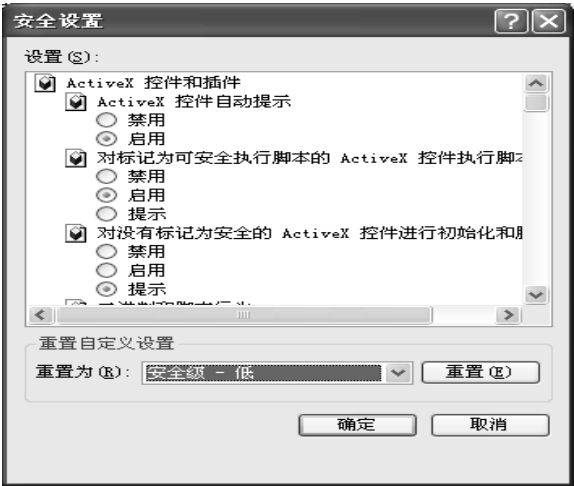 安全设置
设置(S):
ActiveX 控件和插件
ActiveX 控件自动提示
禁用
启用
对标记为可安全执行脚本的 ActiveX 控件执行脚本
禁用
启用
提示
对没有标记为安全的 ActiveX 控件进行初始化和脚
禁用
启用
提示
重置自定义设置
重置为(R): 安全级 - 低 重置(E)
确定 取消